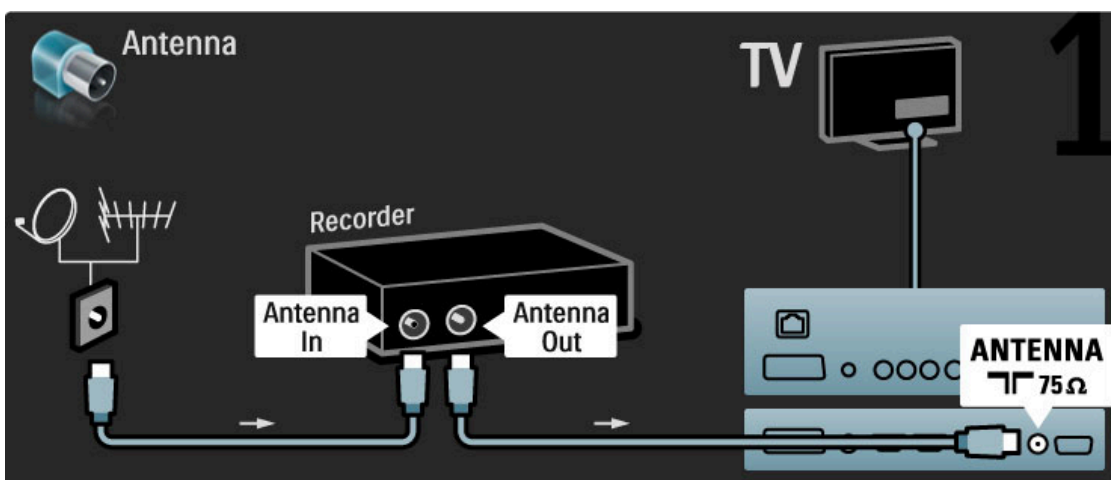 Antenna
TV
1
Recorder
Antenna
In
Antenna
Out
ANTENNA
75Ω